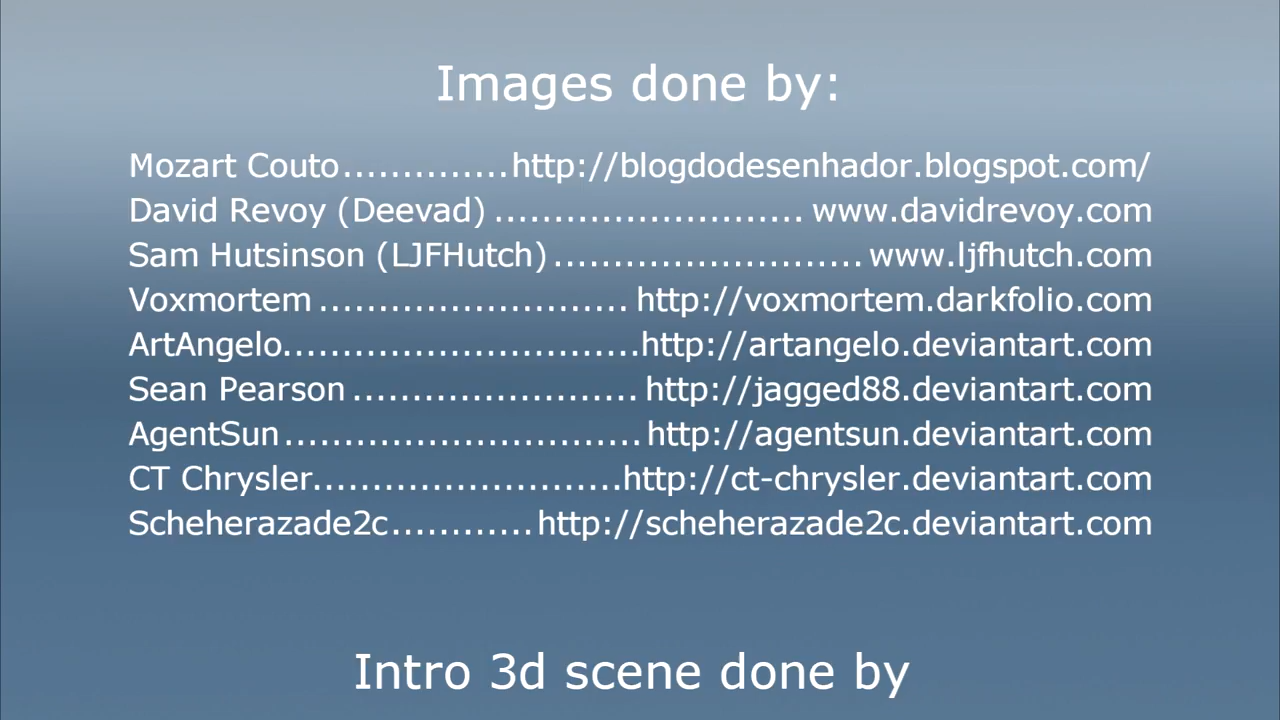 Images done by:
Mozart Couto..............http://blogdodesenhador.blogspot.com/
David Revoy (Deevad) .......................... www.davidrevoy.com
Sam Hutsinson (LJFHutch) .......................... www.ljfhutch.com
Voxmortem .......................... http://voxmortem.darkfolio.com
ArtAngelo..............................http://artangelo.deviantart.com
Sean Pearson ........................ http://jagged88.deviantart.com
AgentSun.............................. http://agentsun.deviantart.com
CT Chrysler..........................http://ct-chrysler.deviantart.com
Scheherazade2c............ http://scheherazade2c.deviantart.com
Intro 3d scene done by